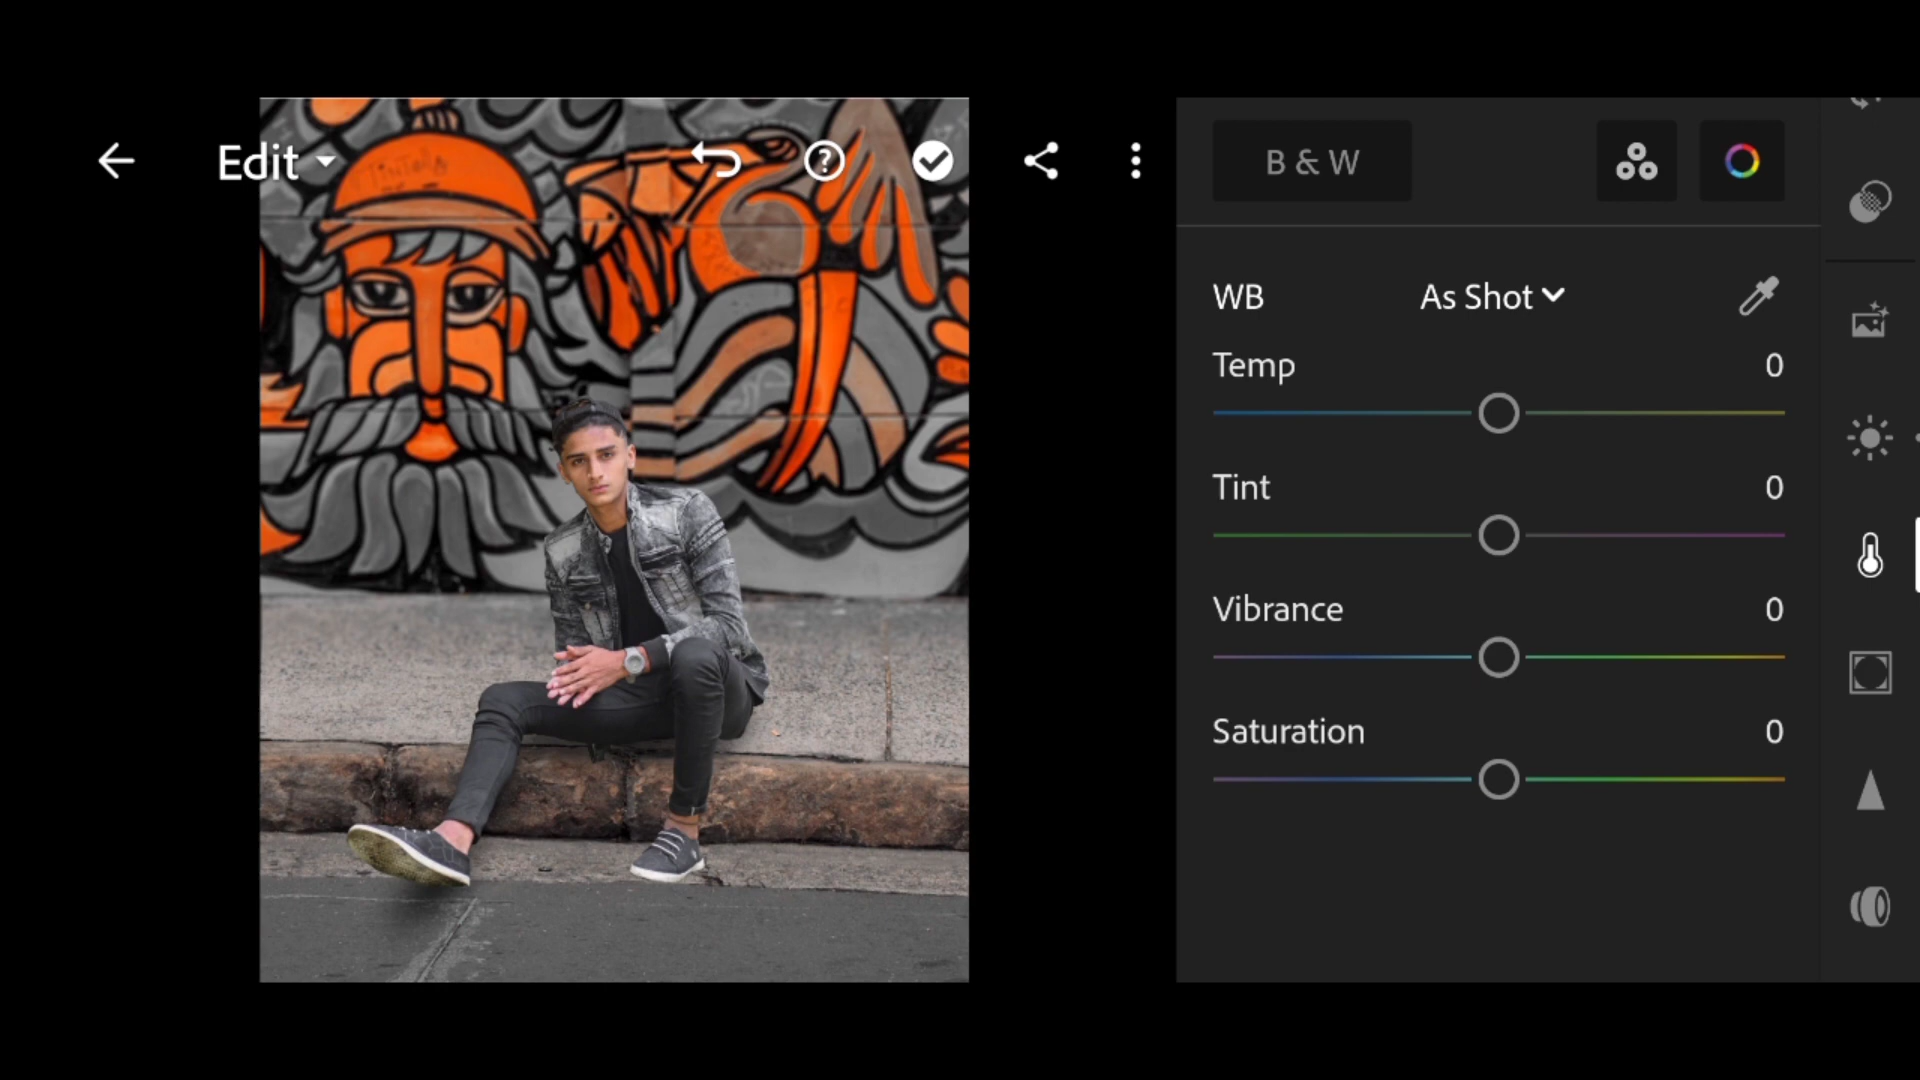 Edit
B & W
WB As Shot
Temp 0
Tint 0
Vibrance 0
Saturation 0